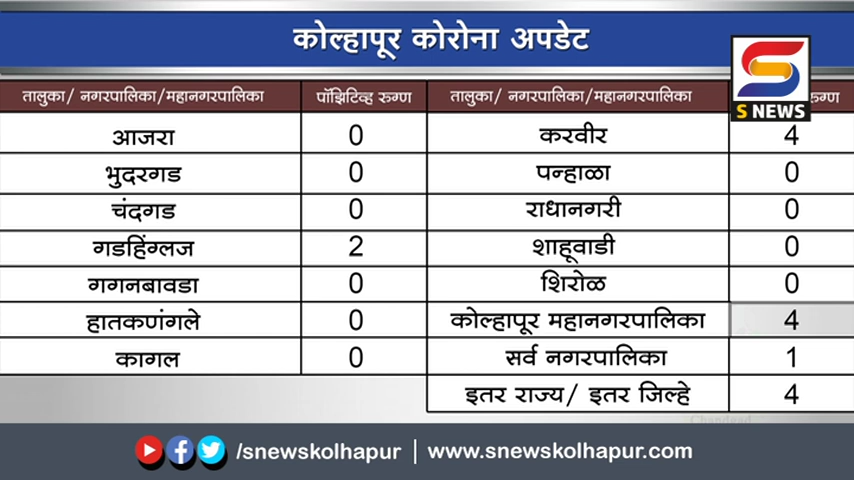 कोल्हापूर कोरोना अपडेट
S NEWS
तालुका/ नगरपालिका/महानगरपालिका पॉझिटिव्ह रुग्ण तालुका/ नगरपालिका/महानगरपालिका रुग्ण
आजरा 0 करवीर 4
भुदरगड 0 पन्हाळा 0
चंदगड 0 राधानगरी 0
गडहिंग्लज 2 शाहूवाडी 0
गगनबावडा 0 शिरोळ 0
हातकणंगले 0 कोल्हापूर महानगरपालिका 4
कागल 0 सर्व नगरपालिका 1
इतर राज्य/ इतर जिल्हे 4
Chandgad
/snewskolhapur | www.snewskolhapur.com